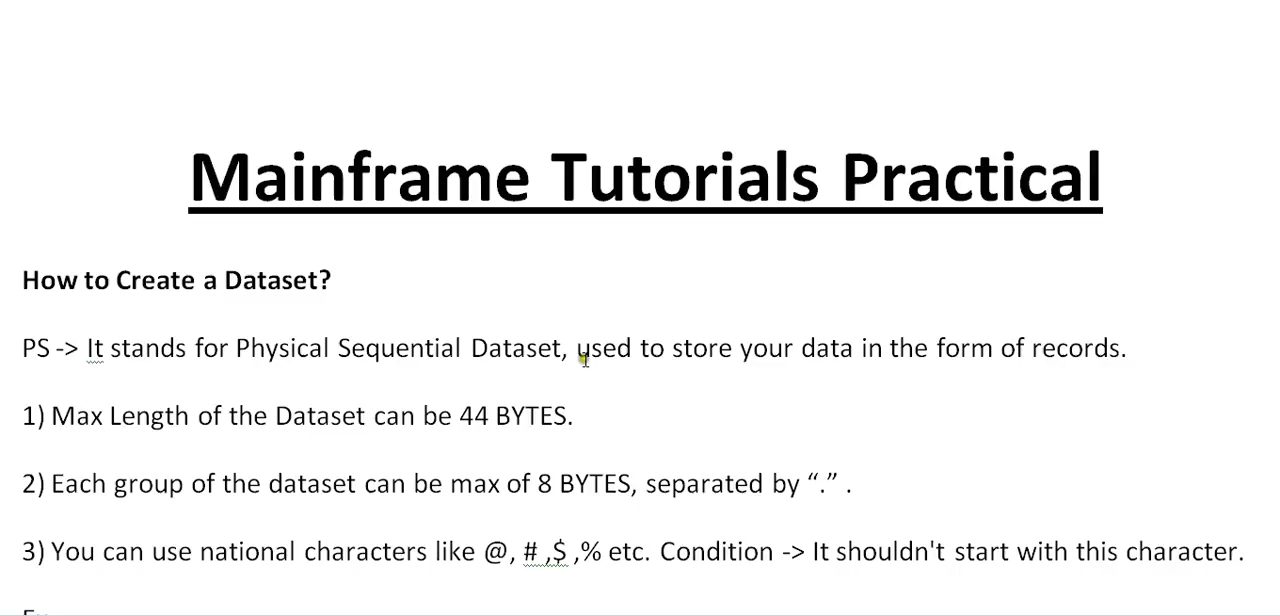 Mainframe Tutorials Practical
How to Create a Dataset?
PS -> It stands for Physical Sequential Dataset, used to store your data in the form of records.
1) Max Length of the Dataset can be 44 BYTES.
2) Each group of the dataset can be max of 8 BYTES, separated by “.” .
3) You can use national characters like @, # ,$ ,% etc. Condition -> It shouldn't start with this character.